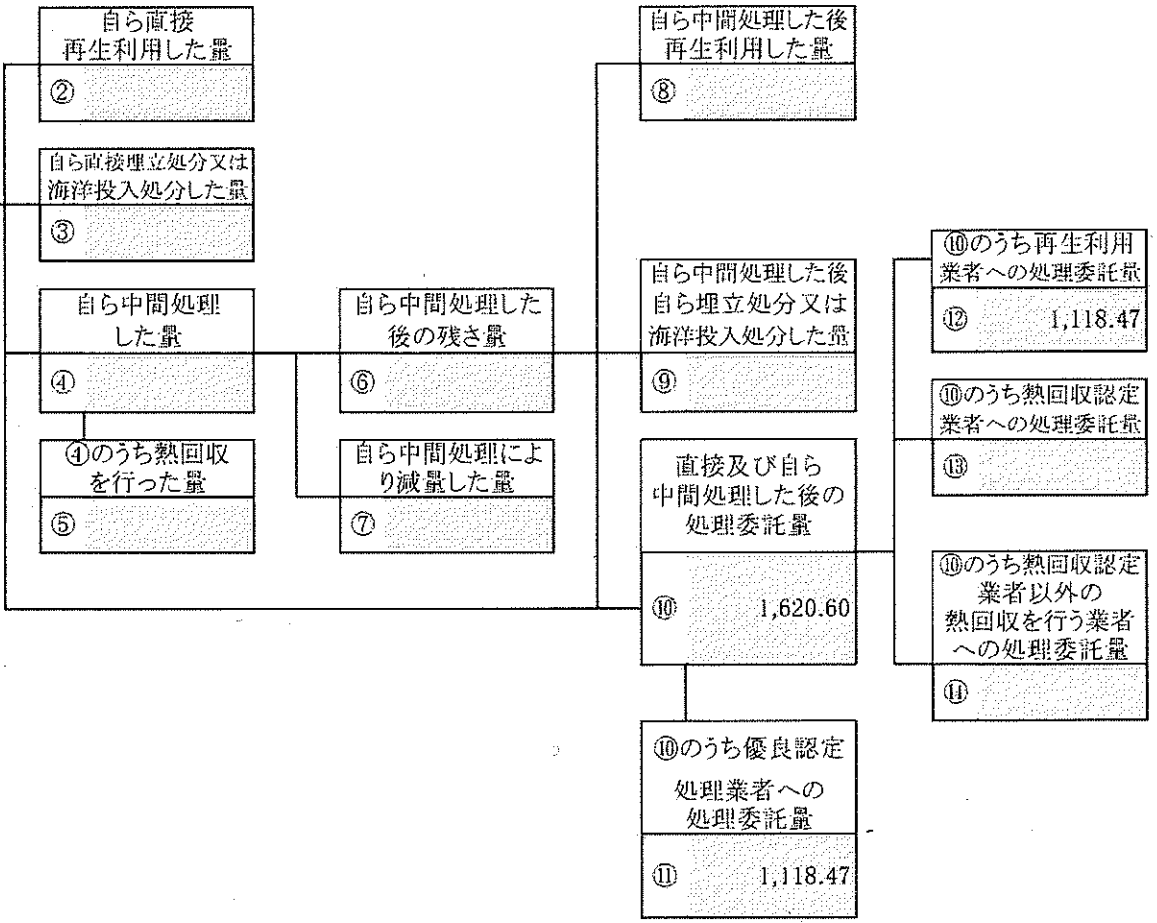 自ら直接
再生利用した量
②
自ら直接埋立処分又は
海洋投入処分した量
③
自ら中間処理
した量
④
④のうち熱回収
を行った量
⑤
自ら中間処理した
後の残さ量
⑥
自ら中間処理によ
り減量した量
⑦
自ら中間処理した後
再生利用した量
⑧
自ら中間処理した後
自ら埋立処分又は
海洋投入処分した量
⑨
直接及び自ら
中間処理した後の
処理委託量
⑩ 1,620.60
⑩のうち優良認定
処理業者への
処理委託量
⑪ 1,118.47
⑩のうち再生利用
業者への処理委託量
⑫ 1,118.47
⑩のうち熱回収認定
業者への処理委託量
⑬
⑩のうち熱回収認定
業者以外の
熱回収を行う業者
への処理委託量
⑭